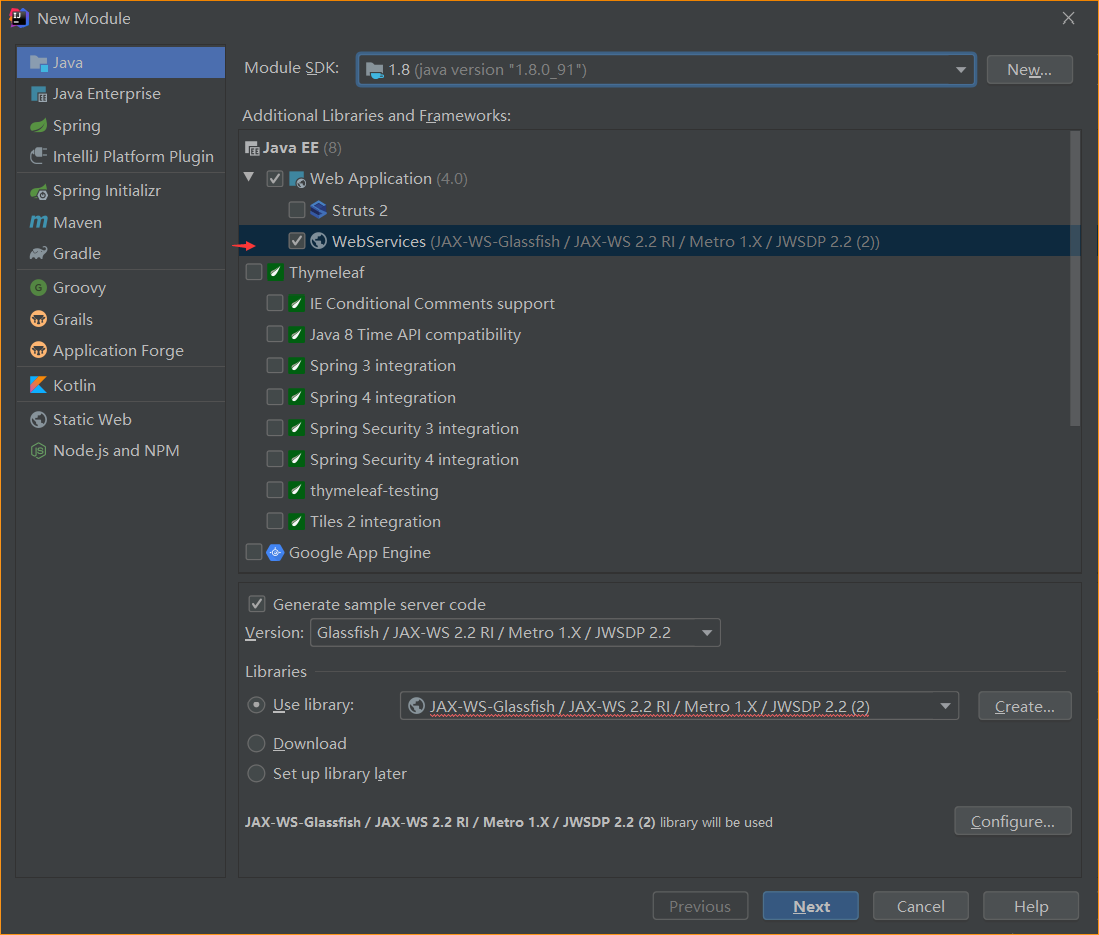 New Module
Java
Java Enterprise
Spring
IntelliJ Platform Plugin
Spring Initializr
Maven
Gradle
Groovy
Grails
Application Forge
Kotlin
Static Web
Node.js and NPM
Module SDK: 1.8 (java version "1.8.0_91") New...
Additional Libraries and Frameworks:
Java EE (8)
Web Application (4.0)
Struts 2
WebServices (JAX-WS-Glassfish / JAX-WS 2.2 RI / Metro 1.X / JWSDP 2.2 (2))
Thymeleaf
IE Conditional Comments support
Java 8 Time API compatibility
Spring 3 integration
Spring 4 integration
Spring Security 3 integration
Spring Security 4 integration
thymeleaf-testing
Tiles 2 integration
Google App Engine
Generate sample server code
Version: Glassfish / JAX-WS 2.2 RI / Metro 1.X / JWSDP 2.2
Libraries
Use library: JAX-WS-Glassfish / JAX-WS 2.2 RI / Metro 1.X / JWSDP 2.2 (2) Create...
Download
Set up library later
JAX-WS-Glassfish / JAX-WS 2.2 RI / Metro 1.X / JWSDP 2.2 (2) library will be used Configure...
Previous Next Cancel Help